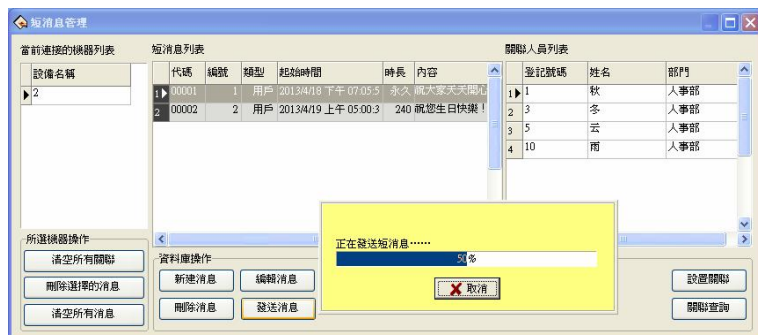 短消息管理
當前連接的機器列表
設備名稱
2
短消息列表
代碼 編號 類型 起始時間 時長 內容
1 00001 1 用戶 2013/4/18 下午 07:05:5 永久 祝大家天天開心
2 00002 2 用戶 2013/4/19 上午 05:00:3 240 祝您生日快樂!
關聯人員列表
登記號碼 姓名 部門
1 1 秋 人事部
2 3 冬 人事部
3 5 云 人事部
4 10 雨 人事部
正在發送短消息……
50%
取消
所選機器操作
清空所有關聯
刪除選擇的消息
清空所有消息
資料庫操作
新建消息 編輯消息
刪除消息 發送消息
設置關聯
關聯查詢